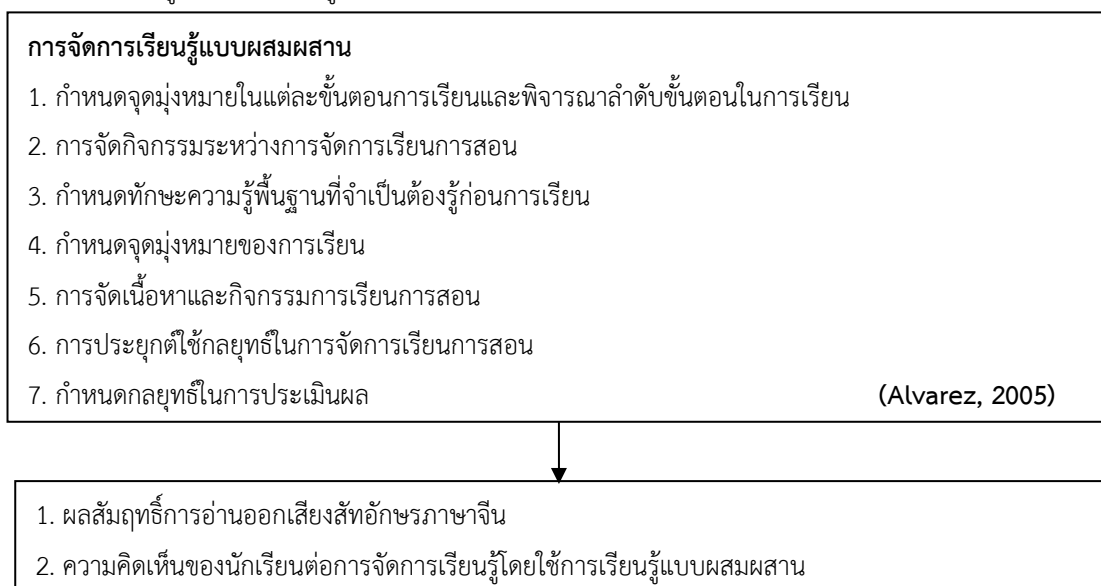 การจัดการเรียนรู้แบบผสมผสาน
1. กำหนดจุดมุ่งหมายในแต่ละขั้นตอนการเรียนและพิจารณาลำดับขั้นตอนในการเรียน
2. การจัดกิจกรรมระหว่างการจัดการเรียนการสอน
3. กำหนดทักษะความรู้พื้นฐานที่จำเป็นต้องรู้ก่อนการเรียน
4. กำหนดจุดมุ่งหมายของการเรียน
5. การจัดเนื้อหาและกิจกรรมการเรียนการสอน
6. การประยุกต์ใช้กลยุทธ์ในการจัดการเรียนการสอน
7. กำหนดกลยุทธ์ในการประเมินผล (Alvarez, 2005)
1. ผลสัมฤทธิ์การอ่านออกเสียงสัทอักษรภาษาจีน
2. ความคิดเห็นของนักเรียนต่อการจัดการเรียนรู้โดยใช้การเรียนรู้แบบผสมผสาน